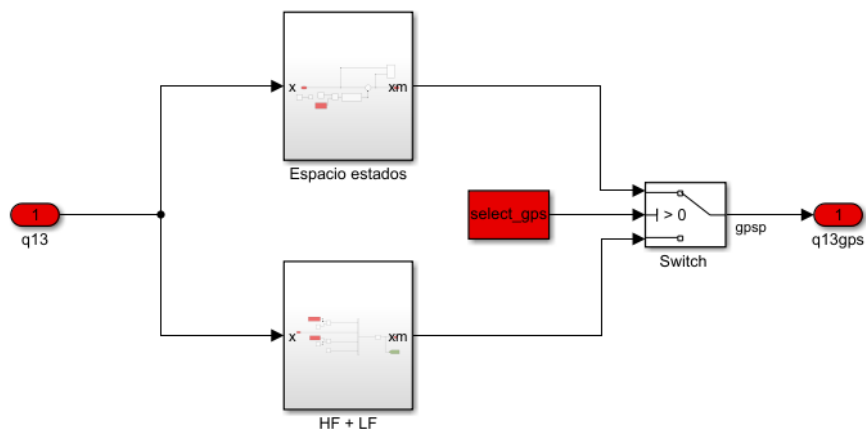 x
xm
Espacio estados
1
q13
select_gps
> 0
gpsp
Switch
1
q13gps
x
xm
HF + LF